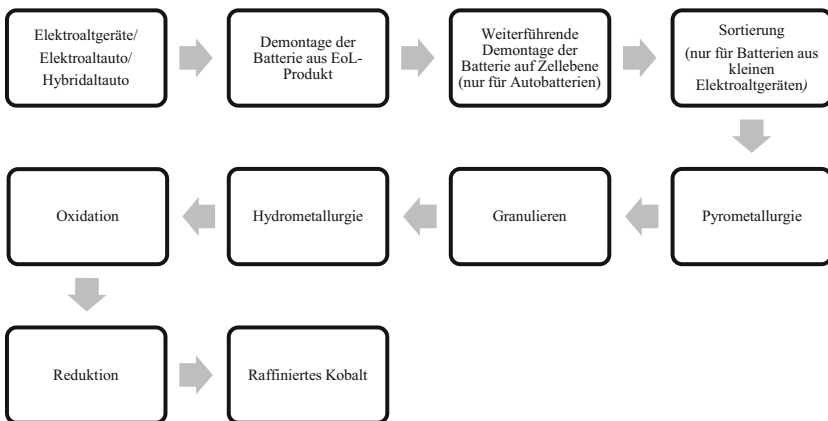 Elektroaltgeräte/
Elektroaltauto/
Hybridaltauto
Demontage der
Batterie aus EoL-
Produkt
Weiterführende
Demontage der
Batterie auf Zellebene
(nur für Autobatterien)
Sortierung
(nur für Batterien aus
kleinen
Elektroaltgeräten)
Pyrometallurgie
Granulieren
Hydrometallurgie
Oxidation
Reduktion
Raffiniertes Kobalt